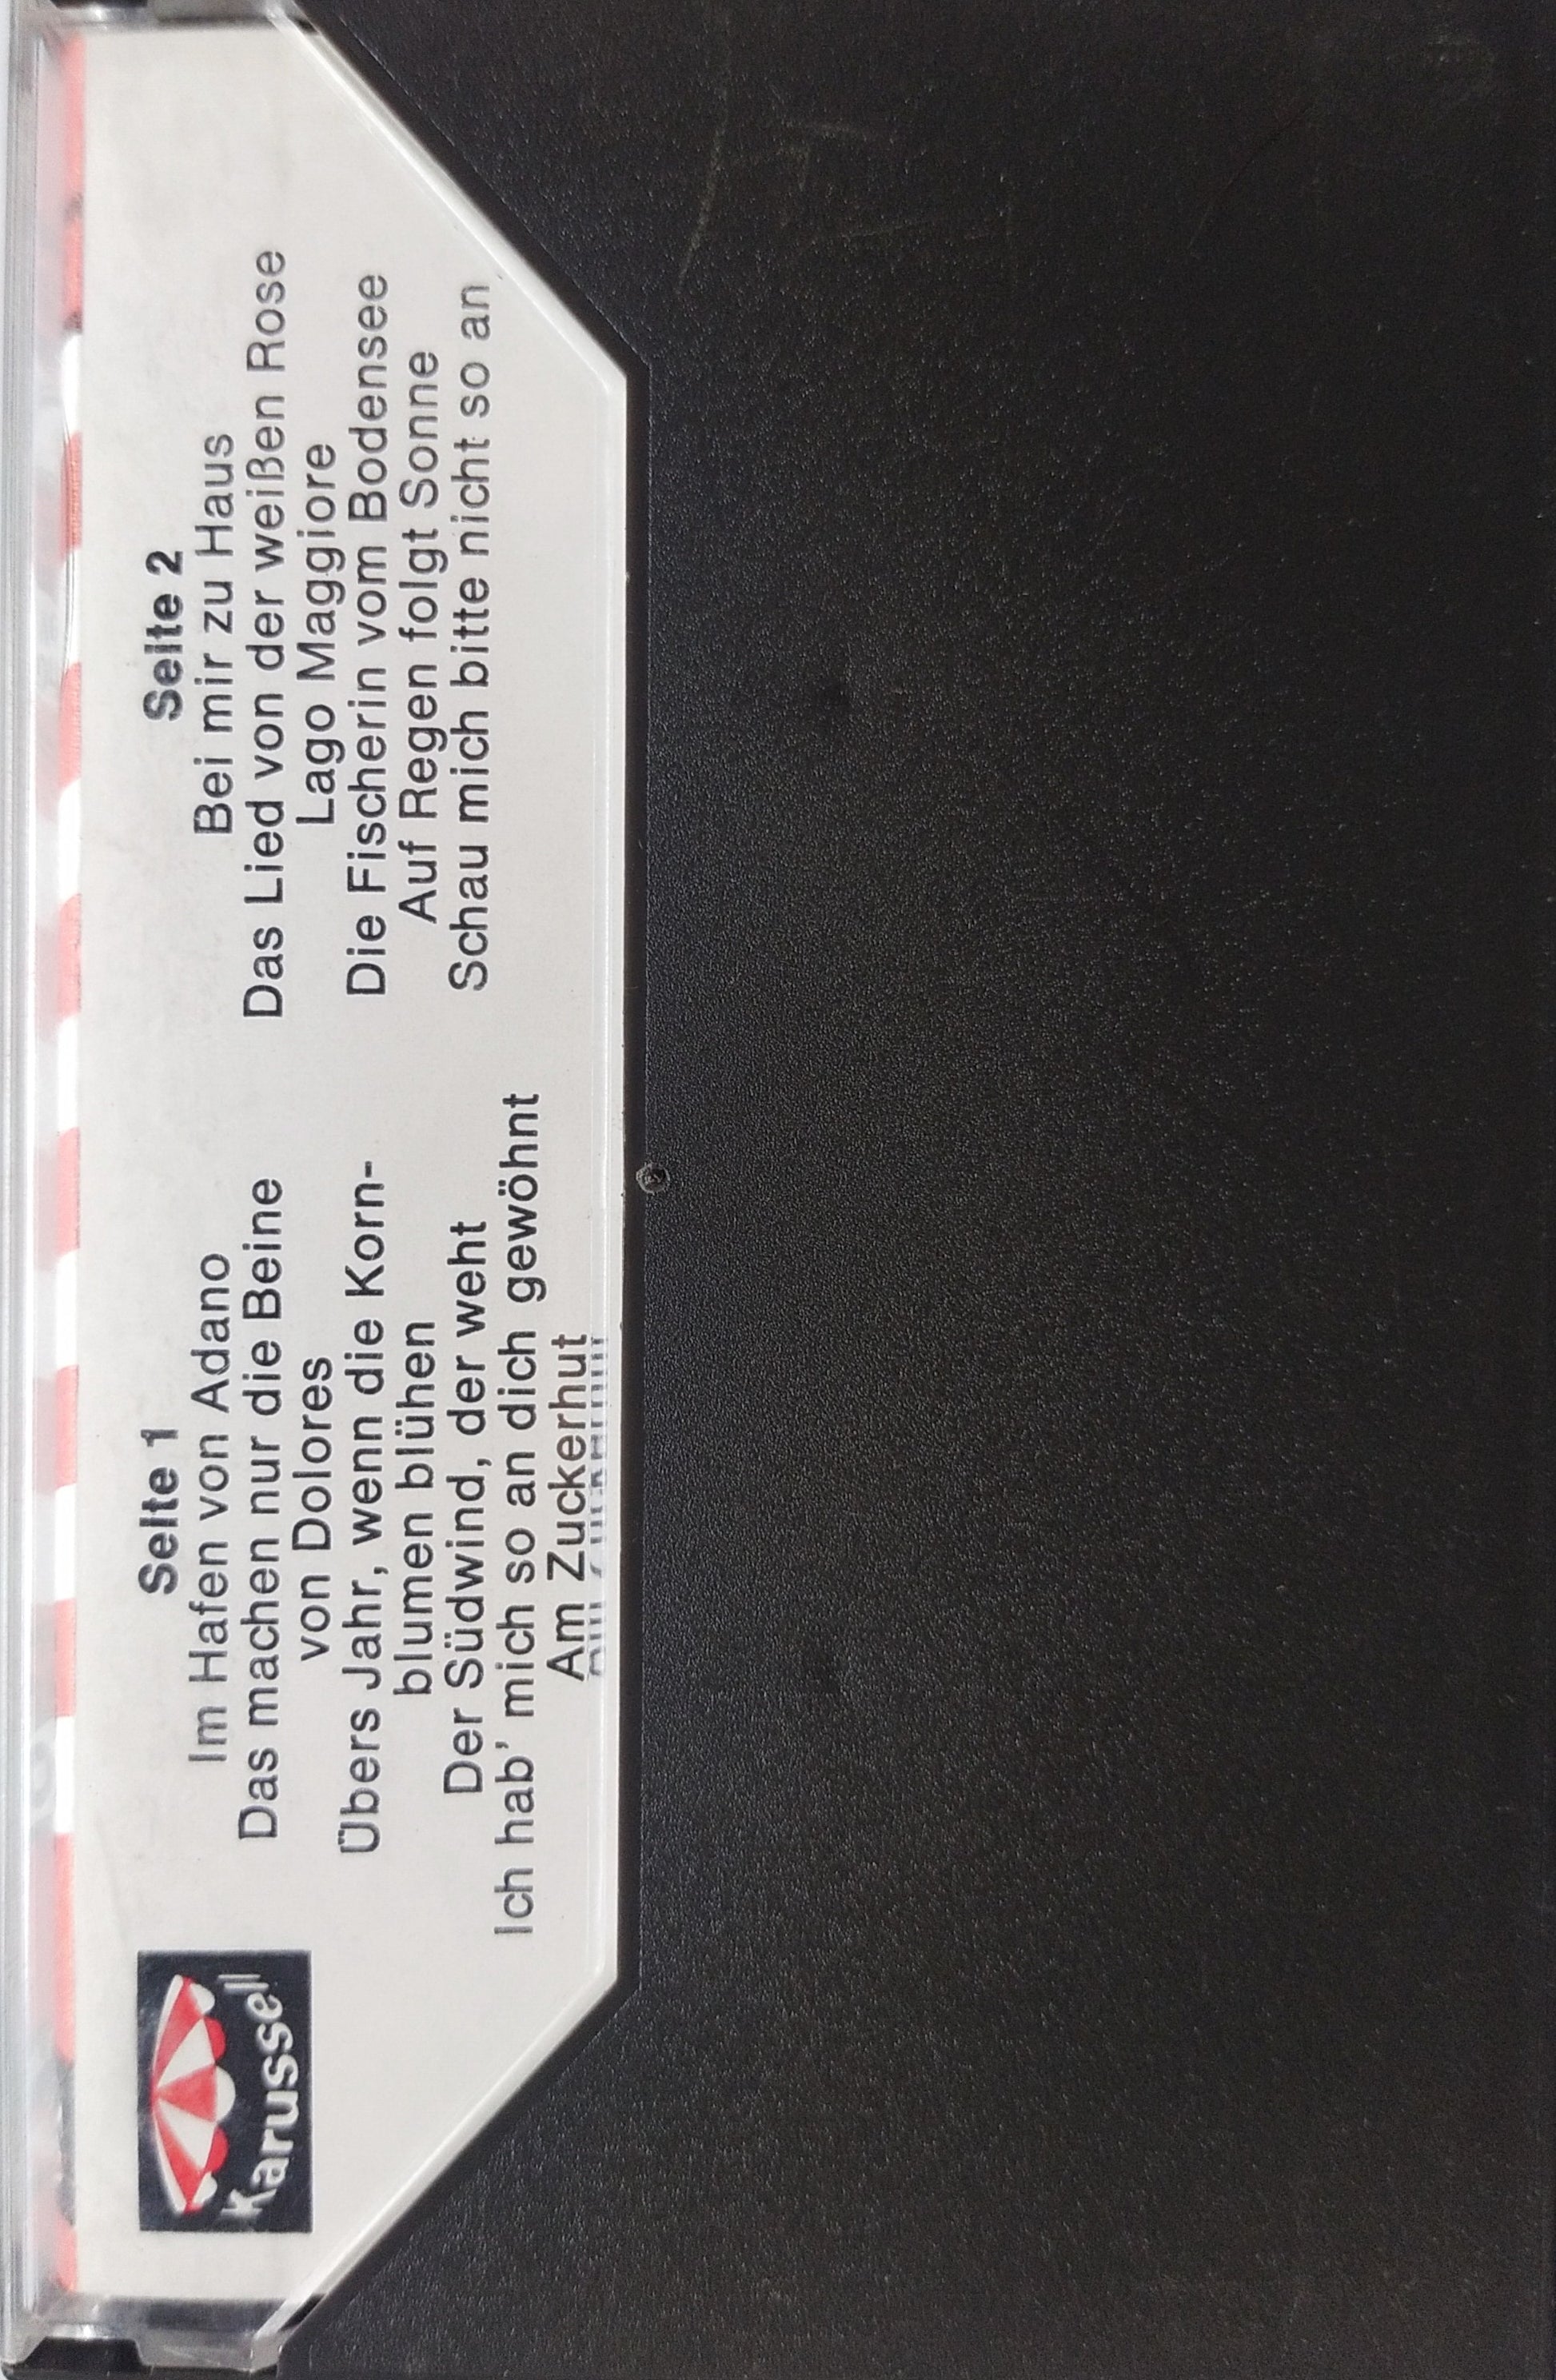 Karussell
Seite 1
Im Hafen von Adano
Das machen nur die Beine
von Dolores
Übers Jahr, wenn die Korn-
blumen blühen
Der Südwind, der weht
Ich hab' mich so an dich gewöhnt
Am Zuckerhut
Seite 2
Bei mir zu Haus
Das Lied von der weißen Rose
Lago Maggiore
Die Fischerin vom Bodensee
Auf Regen folgt Sonne
Schau mich bitte nicht so an